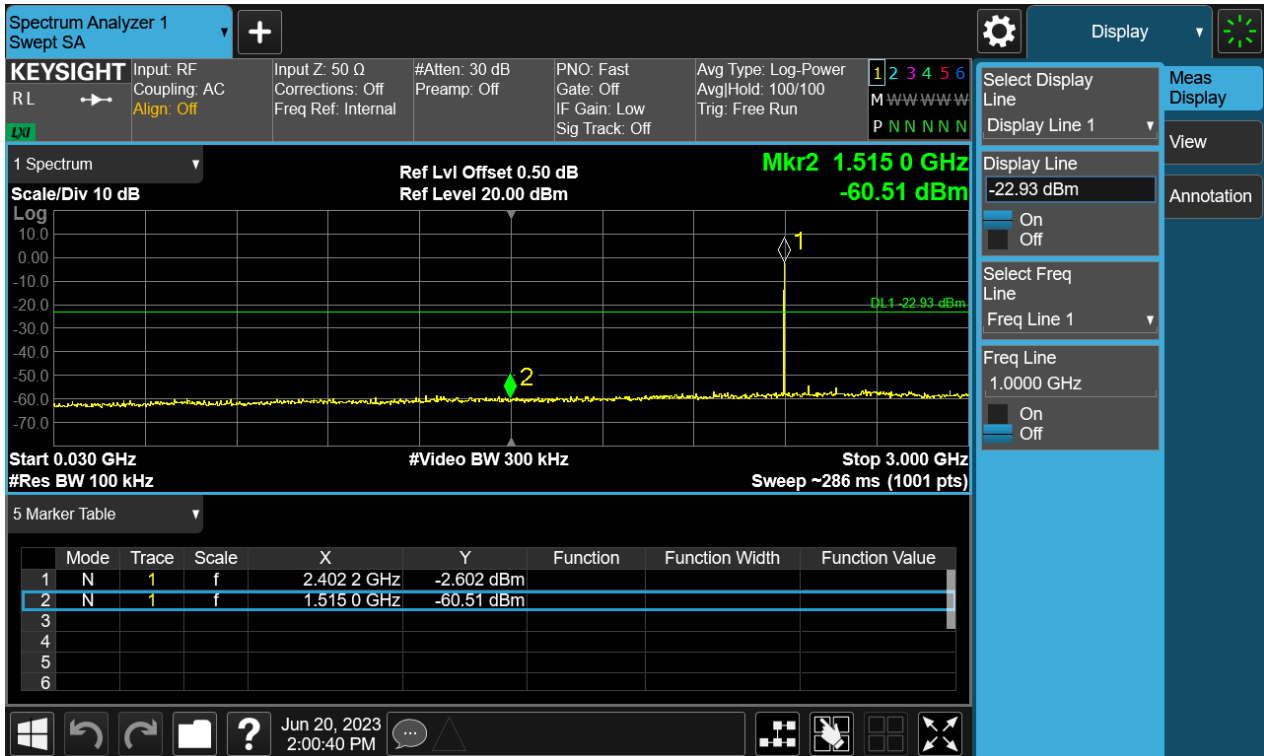 Spectrum Analyzer 1
Swept SA
+
Display
KEYSIGHT
R L
LXI
Input: RF
Coupling: AC
Align: Off
Input Z: 50 Ω
Corrections: Off
Freq Ref: Internal
#Atten: 30 dB
Preamp: Off
PNO: Fast
Gate: Off
IF Gain: Low
Sig Track: Off
Avg Type: Log-Power
Avg|Hold: 100/100
Trig: Free Run
1 2 3 4 5 6
M W W W W W
P N N N N N
1 Spectrum
Scale/Div 10 dB
Ref Lvl Offset 0.50 dB
Ref Level 20.00 dBm
Mkr2 1.515 0 GHz
-60.51 dBm
Log
10.0
0.00
-10.0
-20.0
-30.0
-40.0
-50.0
-60.0
-70.0
1
DL1 -22.93 dBm
2
Start 0.030 GHz
#Video BW 300 kHz
Stop 3.000 GHz
#Res BW 100 kHz
Sweep ~286 ms (1001 pts)
5 Marker Table
Mode Trace Scale X Y Function Function Width Function Value
1 N 1 f 2.402 2 GHz -2.602 dBm
2 N 1 f 1.515 0 GHz -60.51 dBm
3
4
5
6
?
Jun 20, 2023
2:00:40 PM
Select Display
Line
Display Line 1
Display Line
-22.93 dBm
On
Off
Select Freq
Line
Freq Line 1
Freq Line
1.0000 GHz
On
Off
Meas
Display
View
Annotation